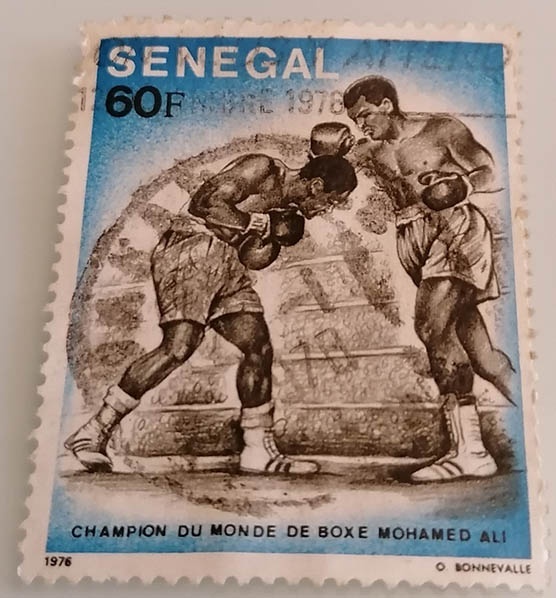 SENEGAL
60F
1976
CHAMPION DU MONDE DE BOXE MOHAMED ALI
1976
O BONNEVALLE